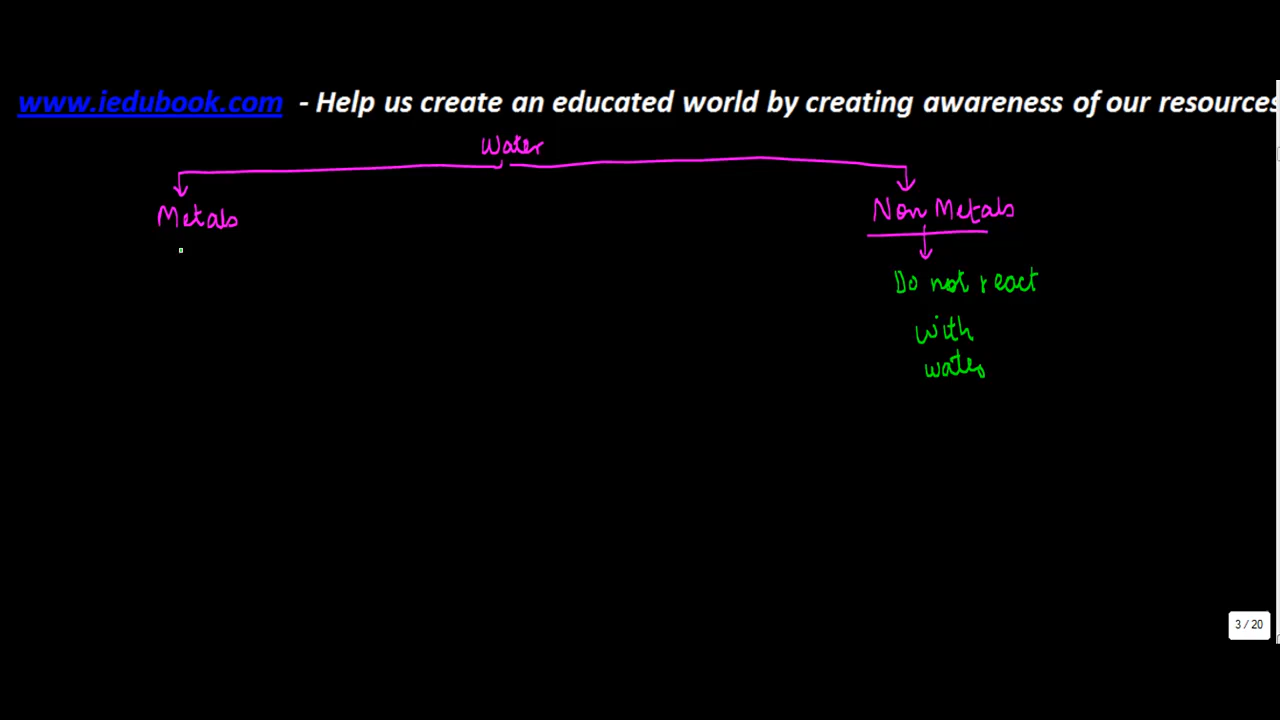 www.iedubook.com - Help us create an educated world by creating awareness of our resources
Water
Metals
Non Metals
Do not react
with
water
3 / 20